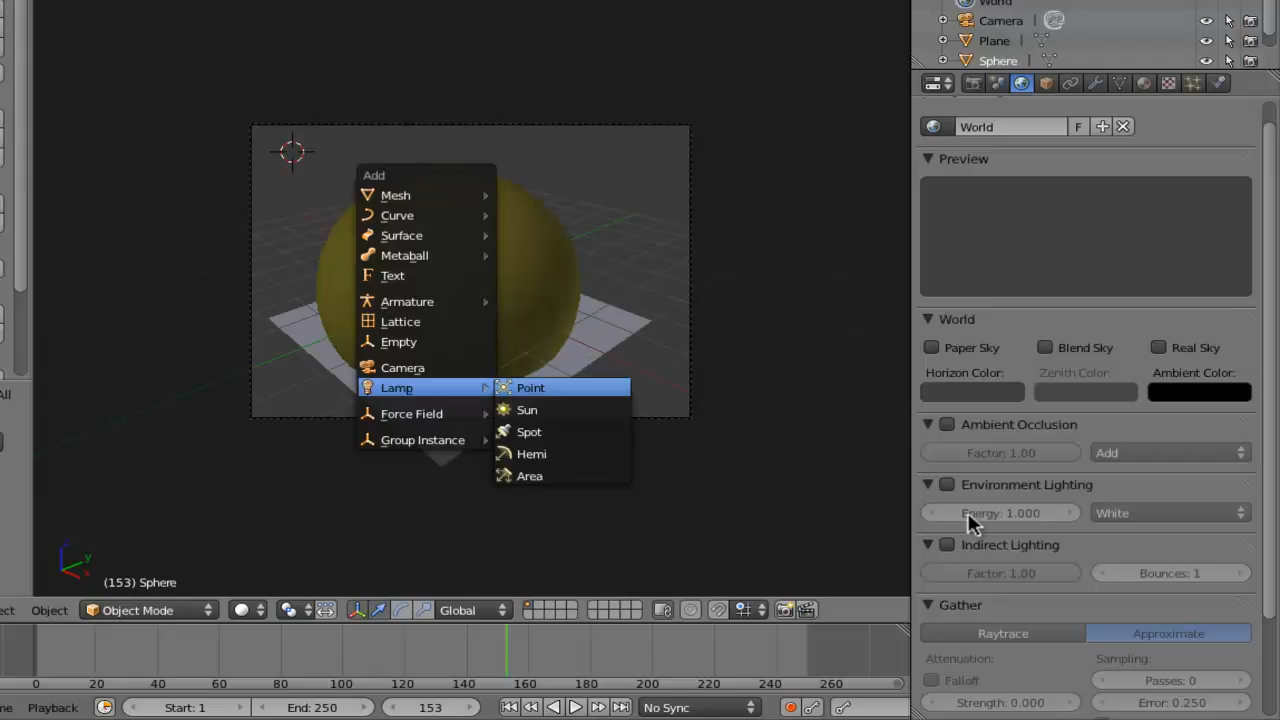 World
Camera
Plane
Sphere
World
F
Preview
World
Paper Sky
Blend Sky
Real Sky
Horizon Color:
Zenith Color:
Ambient Color:
Ambient Occlusion
Factor: 1.00
Add
Environment Lighting
Energy: 1.000
White
Indirect Lighting
Factor: 1.00
Bounces: 1
Gather
Raytrace
Approximate
Attenuation:
Sampling:
Falloff
Passes: 0
Strength: 0.000
Error: 0.250
Add
Mesh
Curve
Surface
Metaball
Text
Armature
Lattice
Empty
Camera
Lamp
Force Field
Group Instance
Point
Sun
Spot
Hemi
Area
All
z
y
x
(153) Sphere
ect
Object
Object Mode
Global
0 20 40 60 80 100 120 140 160 180 200 220 240 260
me
Playback
Start: 1
End: 250
153
No Sync